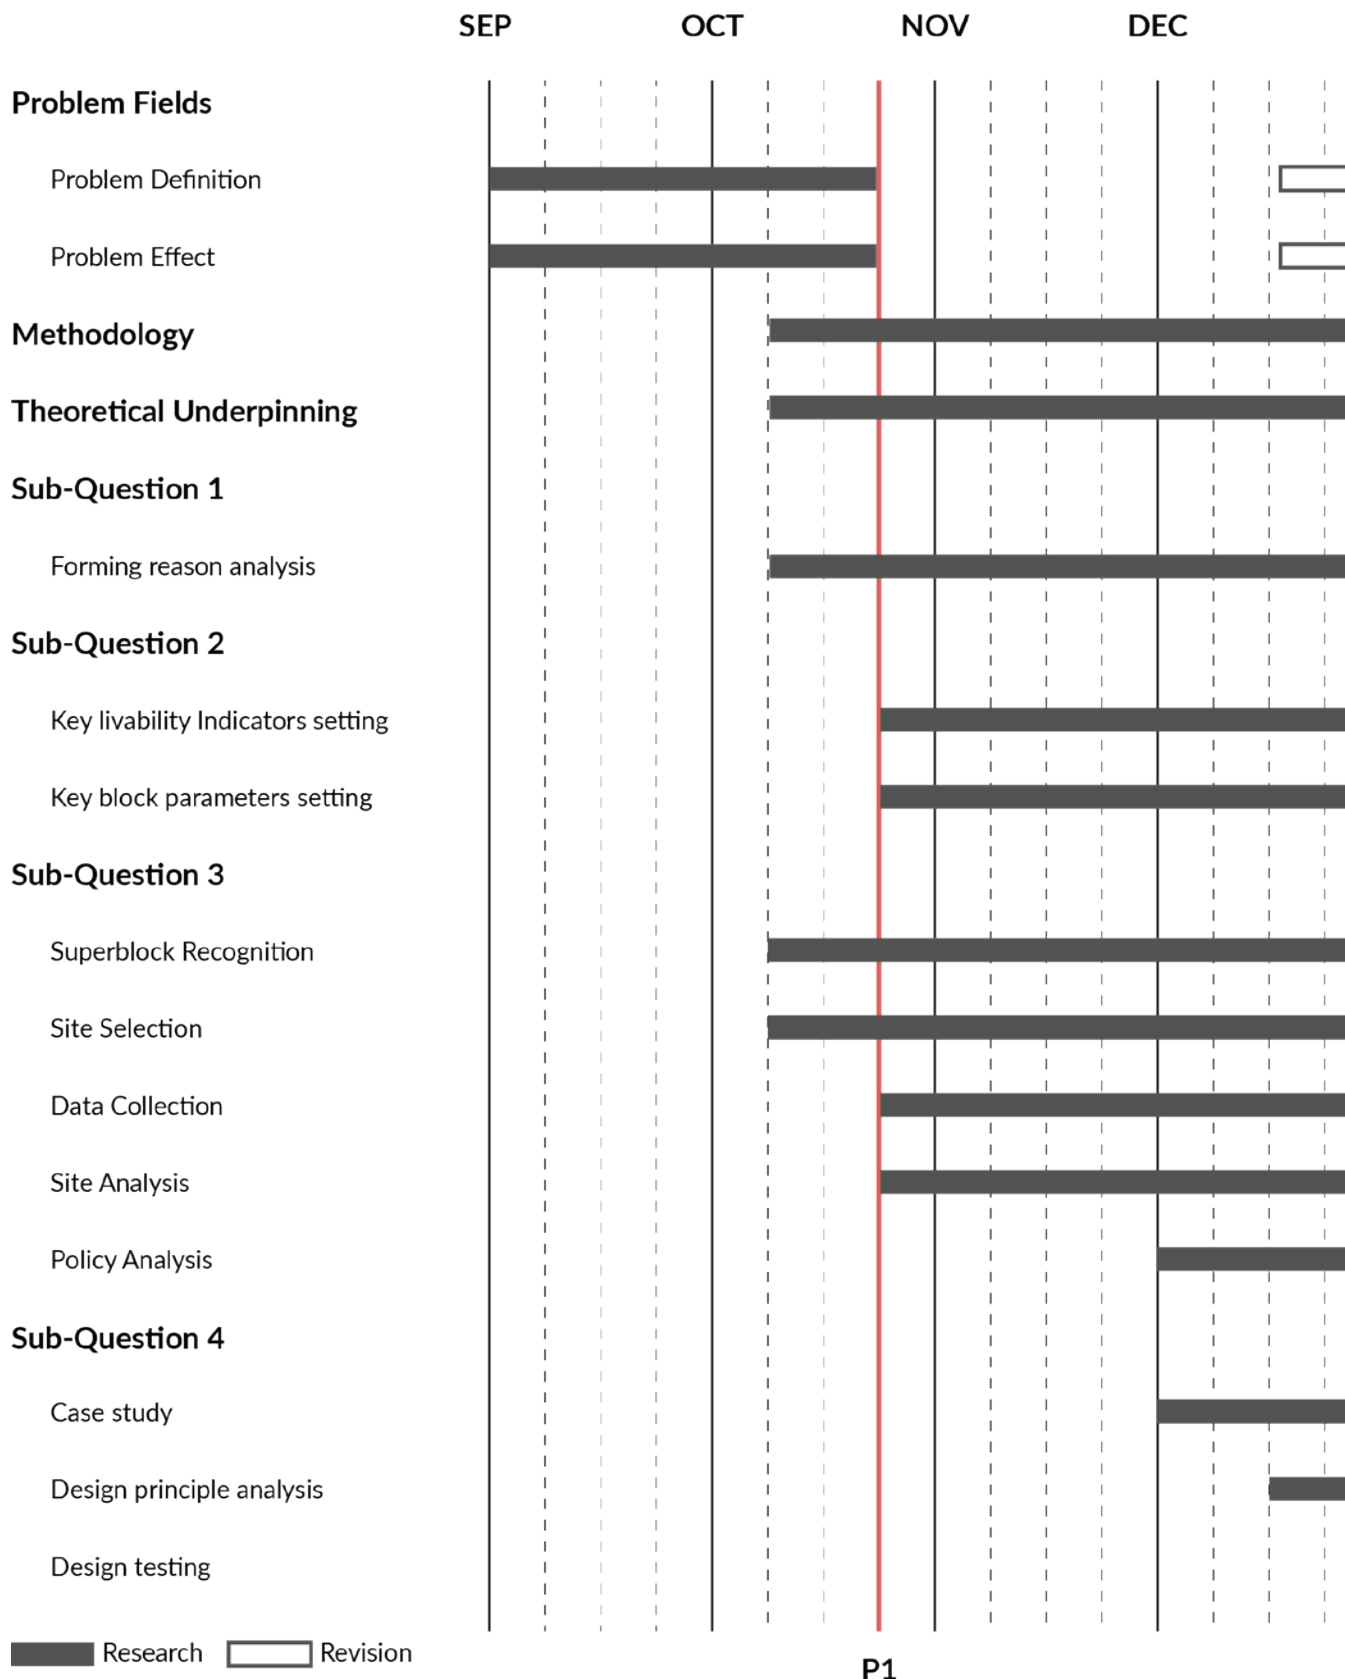 SEP OCT NOV DEC
Problem Fields
Problem Definition
Problem Effect
Methodology
Theoretical Underpinning
Sub-Question 1
Forming reason analysis
Sub-Question 2
Key livability Indicators setting
Key block parameters setting
Sub-Question 3
Superblock Recognition
Site Selection
Data Collection
Site Analysis
Policy Analysis
Sub-Question 4
Case study
Design principle analysis
Design testing
Research Revision
P1